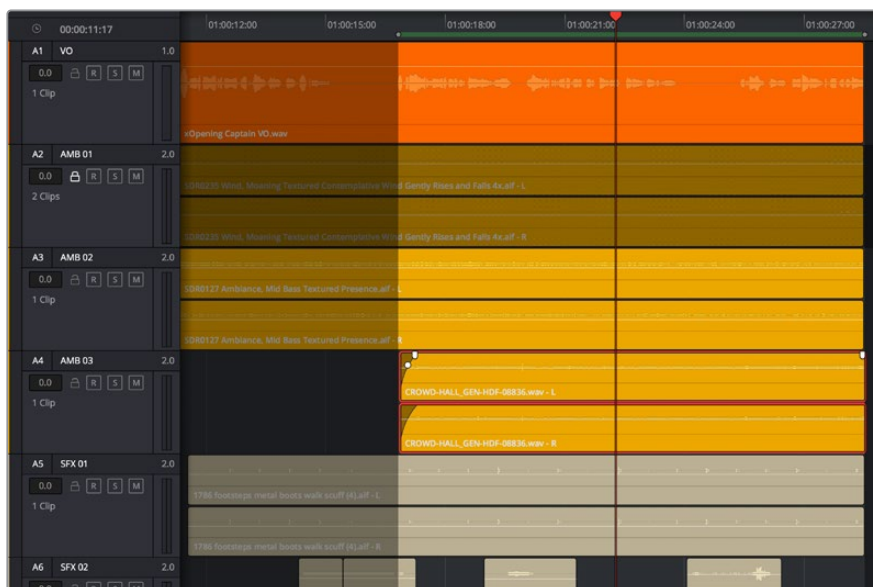 00:00:11:17
01:00:12:00 01:00:15:00 01:00:18:00 01:00:21:00 01:00:24:00 01:00:27:00
A1 VO 1.0
0.0 R S M
1 Clip
xOpening Captain VO.wav
A2 AMB 01 2.0
0.0 R S M
2 Clips
SDR0235 Wind, Moaning Textured Contemplative Wind Gently Rises and Falls 4x.aif - L
SDR0235 Wind, Moaning Textured Contemplative Wind Gently Rises and Falls 4x.aif - R
A3 AMB 02 2.0
0.0 R S M
1 Clip
SDR0127 Ambiance, Mid Bass Textured Presence.aif - L
SDR0127 Ambiance, Mid Bass Textured Presence.aif - R
A4 AMB 03 2.0
0.0 R S M
1 Clip
CROWD-HALL_GEN-HDF-08836.wav - L
CROWD-HALL_GEN-HDF-08836.wav - R
A5 SFX 01 2.0
0.0 R S M
1 Clip
1786 footsteps metal boots walk scuff (4).aif - L
1786 footsteps metal boots walk scuff (4).aif - R
A6 SFX 02 2.0